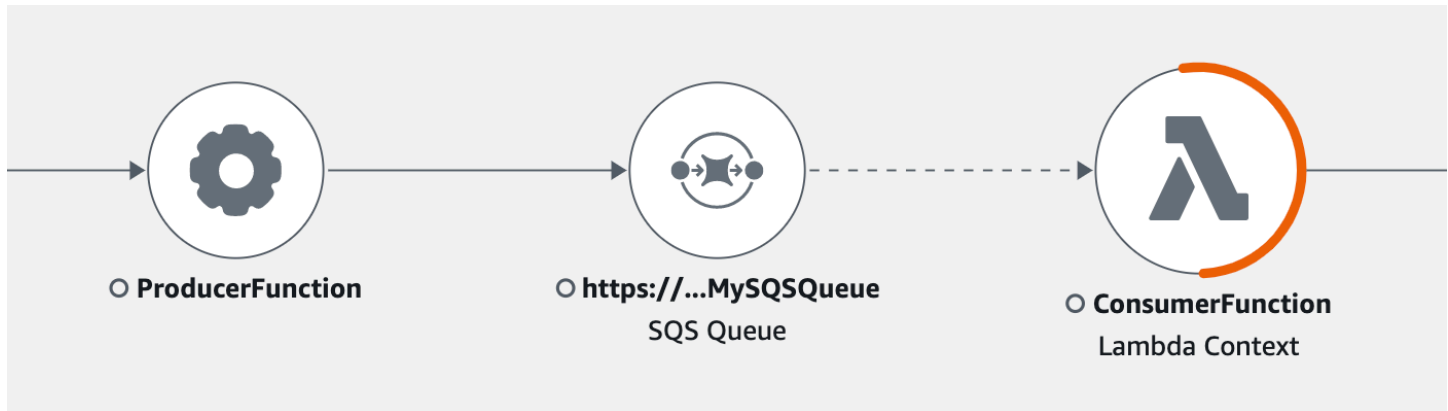 ProducerFunction
https://...MySQSQueue
SQS Queue
ConsumerFunction
Lambda Context